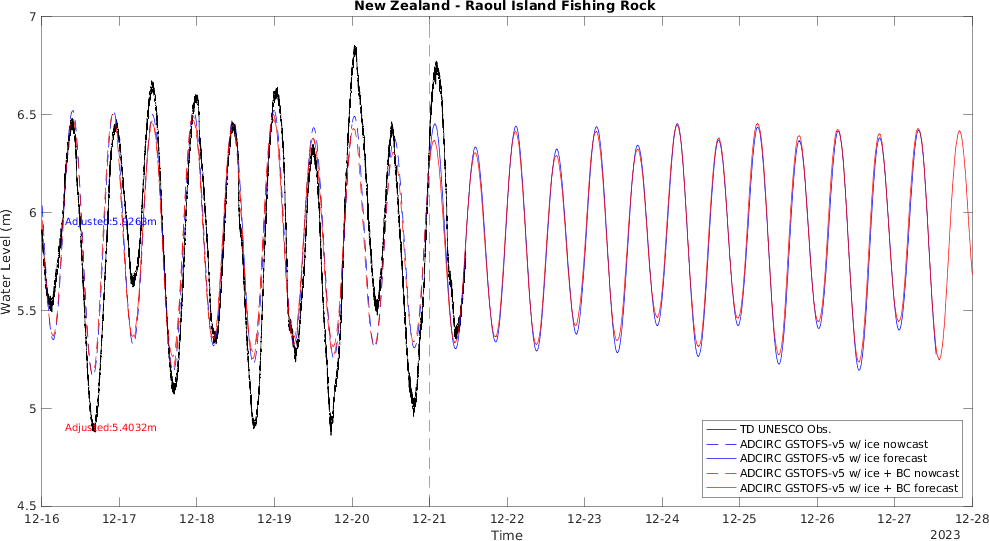 New Zealand - Raoul Island Fishing Rock
Water Level (m)
7
6.5
6
5.5
5
4.5
Adjusted:5.9263m
Adjusted:5.4032m
TD UNESCO Obs.
ADCIRC GSTOFS-v5 w/ ice nowcast
ADCIRC GSTOFS-v5 w/ ice forecast
ADCIRC GSTOFS-v5 w/ ice + BC nowcast
ADCIRC GSTOFS-v5 w/ ice + BC forecast
12-16 12-17 12-18 12-19 12-20 12-21 12-22 12-23 12-24 12-25 12-26 12-27 12-28
Time
2023